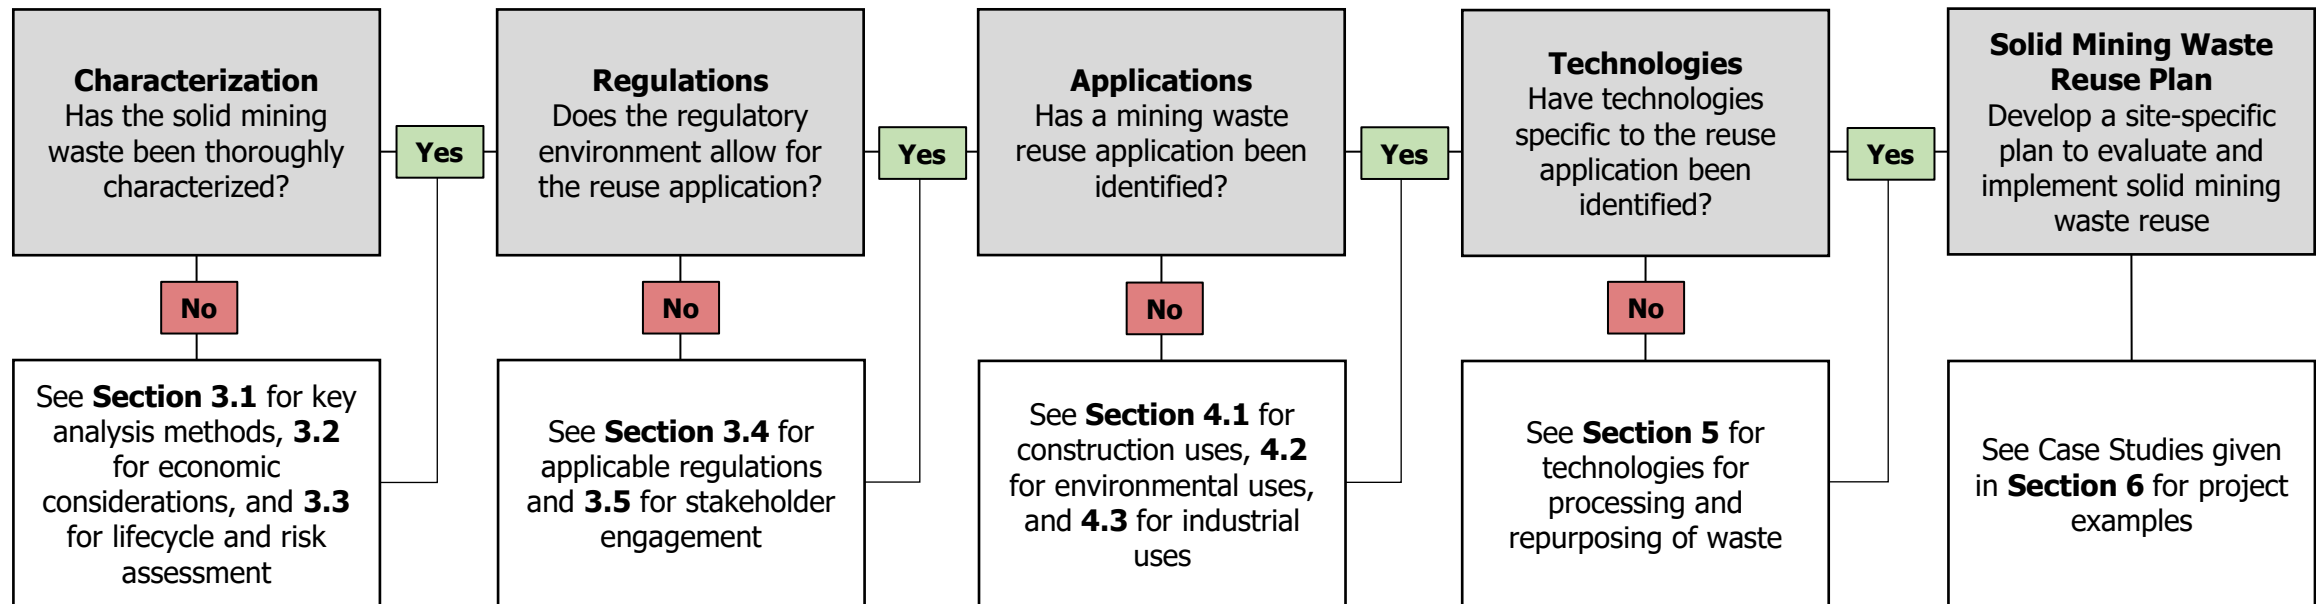 Characterization
Has the solid mining
waste been thoroughly
characterized?
Yes
Regulations
Does the regulatory
environment allow for
the reuse application?
Yes
Applications
Has a mining waste
reuse application been
identified?
Yes
Technologies
Have technologies
specific to the reuse
application been
identified?
Yes
Solid Mining Waste
Reuse Plan
Develop a site-specific
plan to evaluate and
implement solid mining
waste reuse
No
No
No
No
See Section 3.1 for key
analysis methods, 3.2
for economic
considerations, and 3.3
for lifecycle and risk
assessment
See Section 3.4 for
applicable regulations
and 3.5 for stakeholder
engagement
See Section 4.1 for
construction uses, 4.2
for environmental uses,
and 4.3 for industrial
uses
See Section 5 for
technologies for
processing and
repurposing of waste
See Case Studies given
in Section 6 for project
examples